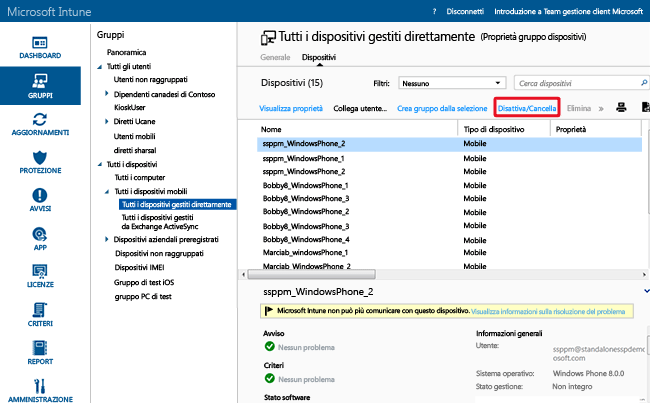 Microsoft Intune
? Disconnetti Introduzione a Team gestione client Microsoft
DASHBOARD
GRUPPI
AGGIORNAMENTI
PROTEZIONE
AVVISI
APP
LICENZE
CRITERI
REPORT
AMMINISTRAZIONE
Gruppi
Panoramica
Tutti gli utenti
Utenti non raggruppati
Dipendenti canadesi di Contoso
KioskUser
Diretti Ucane
Utenti mobili
diretti sharsal
Tutti i dispositivi
Tutti i computer
Tutti i dispositivi mobili
Tutti i dispositivi gestiti direttamente
Tutti i dispositivi gestiti
da Exchange ActiveSync
Dispositivi aziendali preregistrati
Dispositivi non raggruppati
Dispositivi IMEI
Gruppo di test iOS
gruppo PC di test
Tutti i dispositivi gestiti direttamente (Proprietà gruppo dispositivi)
Generale Dispositivi
Dispositivi (15) Filtri: Nessuno Cerca dispositivi
Visualizza proprietà Collega utente... Crea gruppo dalla selezione Disattiva/Cancella Elimina »
Nome Tipo di dispositivo Proprietà
ssppm_WindowsPhone_2 Mobile
ssppm_WindowsPhone_1 Mobile
ssppm_WindowsPhone_2 Mobile
Bobby8_WindowsPhone_1 Mobile
Bobby8_WindowsPhone_3 Mobile
Bobby8_WindowsPhone_2 Mobile
Bobby8_WindowsPhone_3 Mobile
Bobby8_WindowsPhone_4 Mobile
Marciab_WindowsPhone_1 Mobile
Marciab_WindowsPhone_2 Mobile
ssppm_WindowsPhone_2
Microsoft Intune non può più comunicare con questo dispositivo. Visualizza informazioni sulla risoluzione del problema
Avviso
Nessun problema
Criteri
Nessun problema
Stato software
Informazioni generali
Utente: ssppm@standalonesspdemo
osoft.com
Sistema operativo: Windows Phone 8.0.0
Stato gestione: Non integro